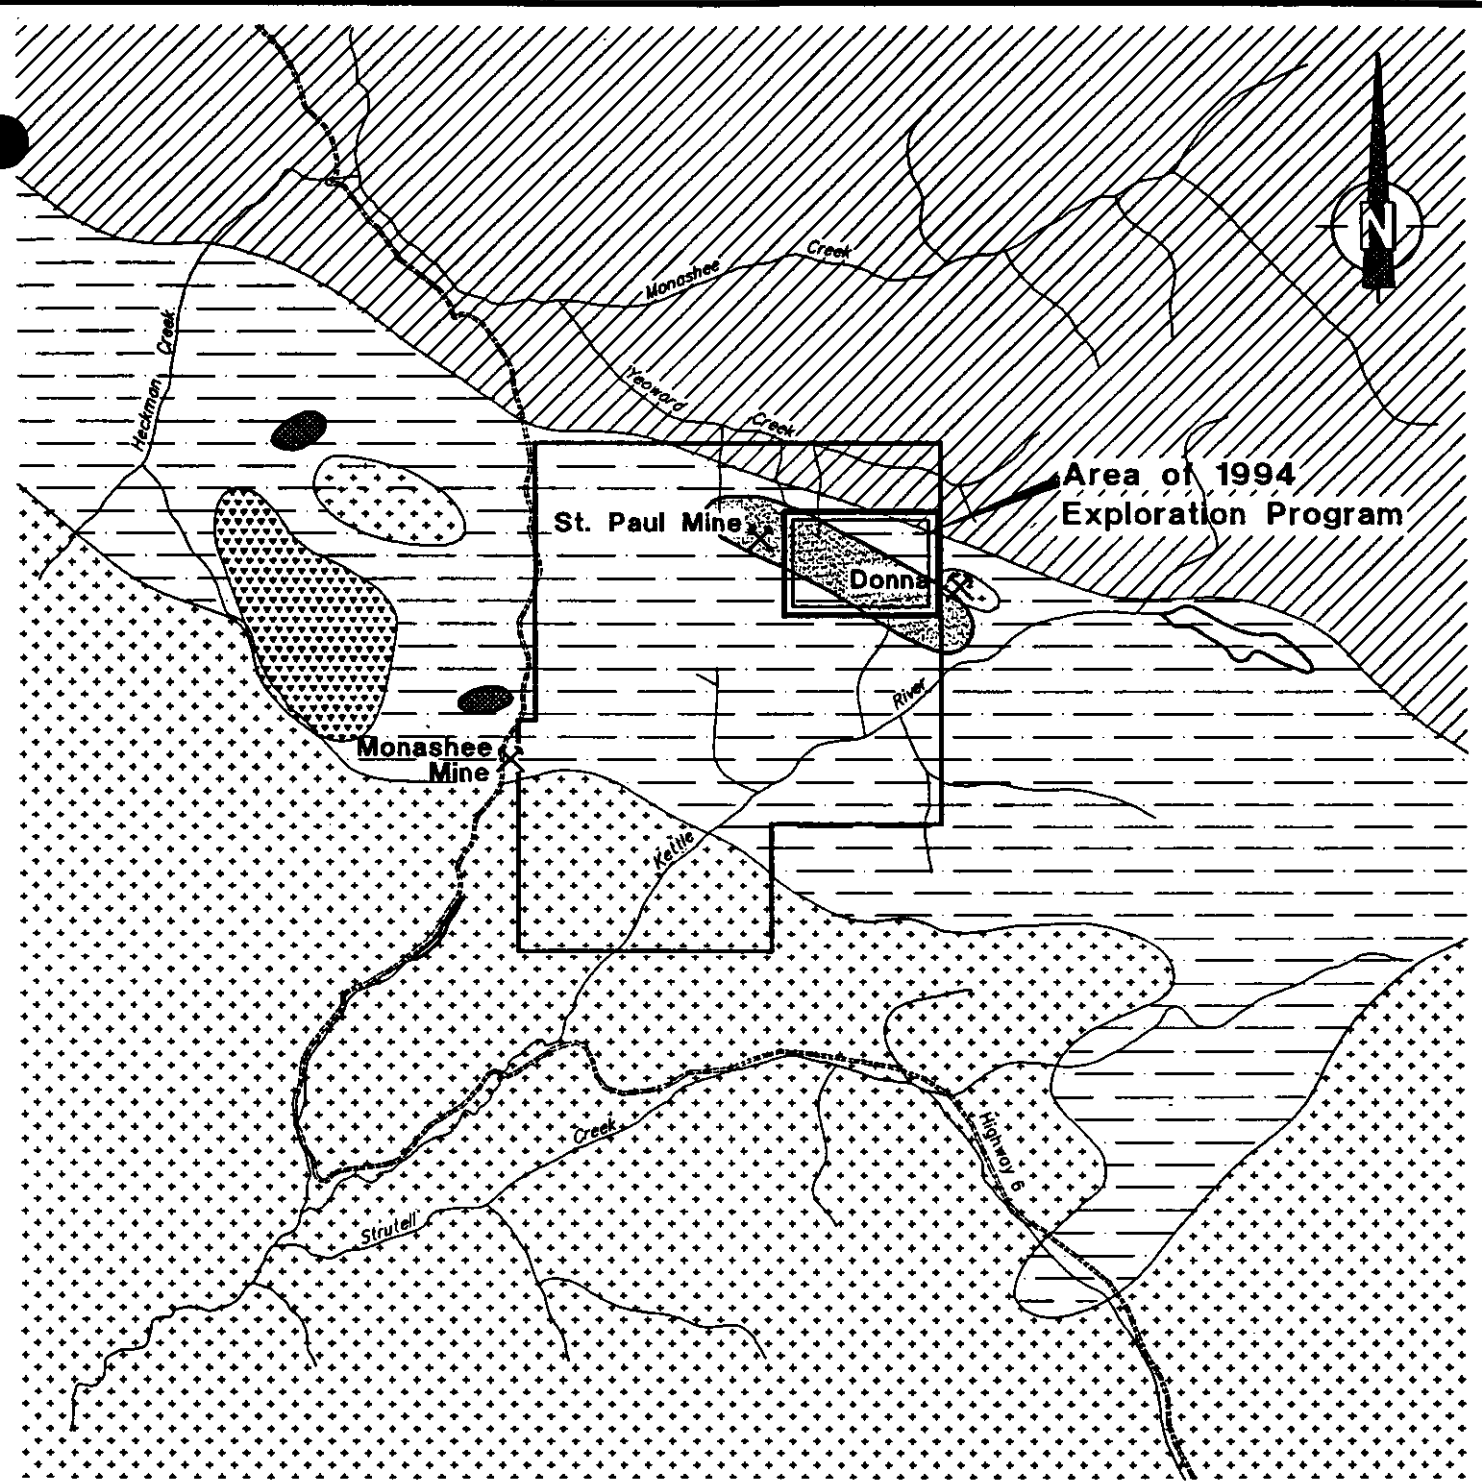 N
Monashee Creek
Heckman Creek
Yeoward Creek
Area of 1994
Exploration Program
St. Paul Mine
Donna
River
Monashee
Mine
Kettle
Highway 6
Creek
Strutell